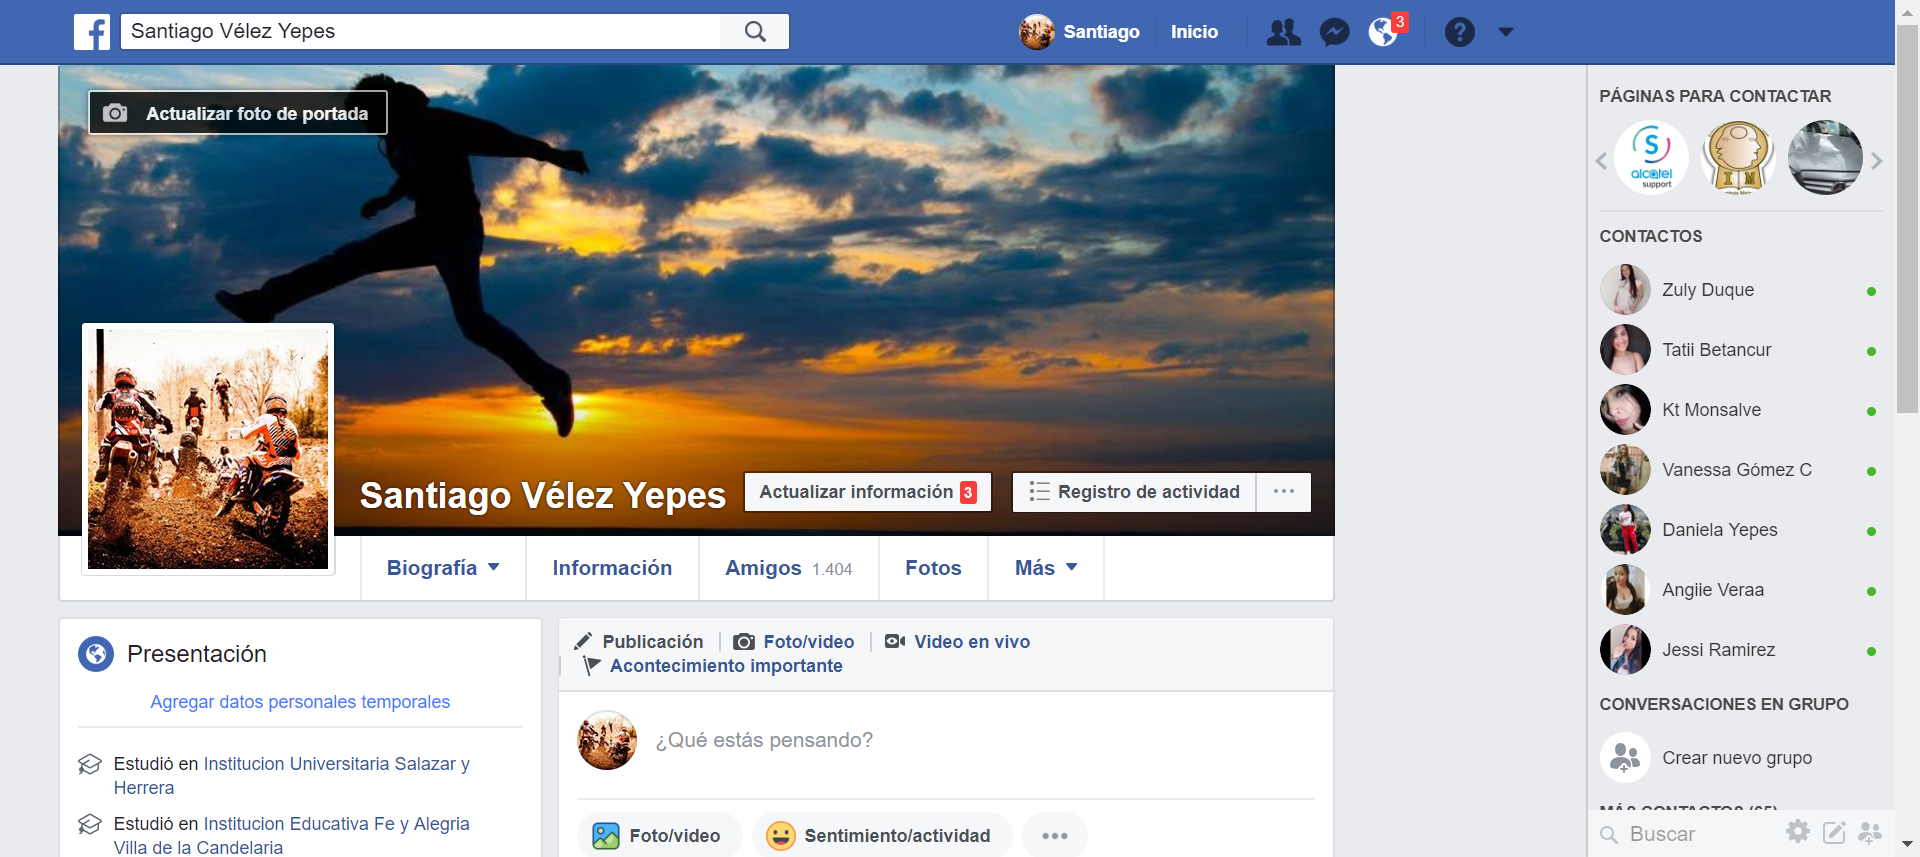 Santiago Vélez Yepes
Santiago
Inicio
3
Actualizar foto de portada
Santiago Vélez Yepes
Actualizar información 3
Registro de actividad
Biografía
Información
Amigos 1.404
Fotos
Más
Presentación
Agregar datos personales temporales
Estudió en Institucion Universitaria Salazar y
Herrera
Estudió en Institucion Educativa Fe y Alegria
Villa de la Candelaria
Publicación
Foto/video
Video en vivo
Acontecimiento importante
¿Qué estás pensando?
Foto/video
Sentimiento/actividad
PÁGINAS PARA CONTACTAR
S
alcatel
support
I M
CONTACTOS
Zuly Duque
Tatii Betancur
Kt Monsalve
Vanessa Gómez C
Daniela Yepes
Angiie Veraa
Jessi Ramirez
CONVERSACIONES EN GRUPO
Crear nuevo grupo
MÁS CONTACTOS (65)
Buscar